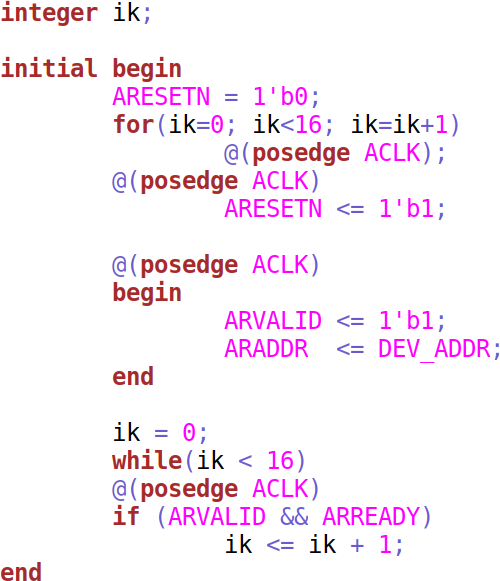 integer ik;

initial begin
        ARESETN = 1'b0;
        for(ik=0; ik<16; ik=ik+1)
                @(posedge ACLK);
        @(posedge ACLK)
                ARESETN <= 1'b1;

        @(posedge ACLK)
        begin
                ARVALID <= 1'b1;
                ARADDR  <= DEV_ADDR;
        end

        ik = 0;
        while(ik < 16)
        @(posedge ACLK)
        if (ARVALID && ARREADY)
                ik <= ik + 1;
end